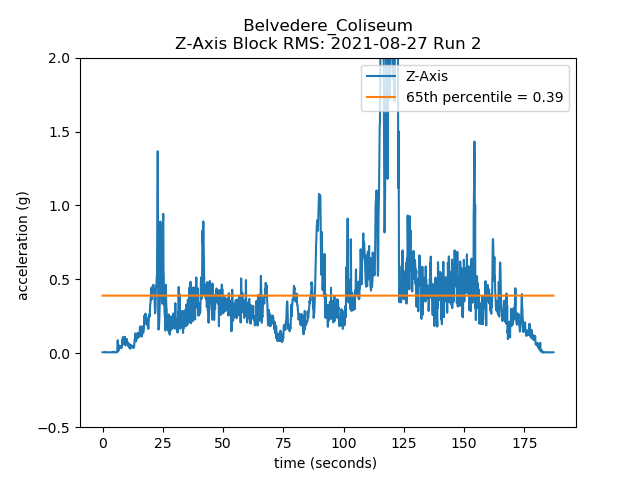 Belvedere_Coliseum
Z-Axis Block RMS: 2021-08-27 Run 2
Z-Axis
65th percentile = 0.39
acceleration (g)
2.0
1.5
1.0
0.5
0.0
−0.5
0 25 50 75 100 125 150 175
time (seconds)